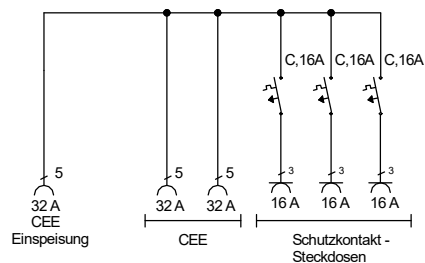 C,16A C,16A C,16A
5 5 5 3 3 3
32 A 32 A 32 A 16 A 16 A 16 A
CEE
Einspeisung
CEE
Schutzkontakt -
Steckdosen